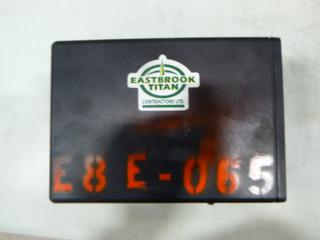 EASTBROOK
TITAN
CONTRACTORS LTD.
E8 E-065